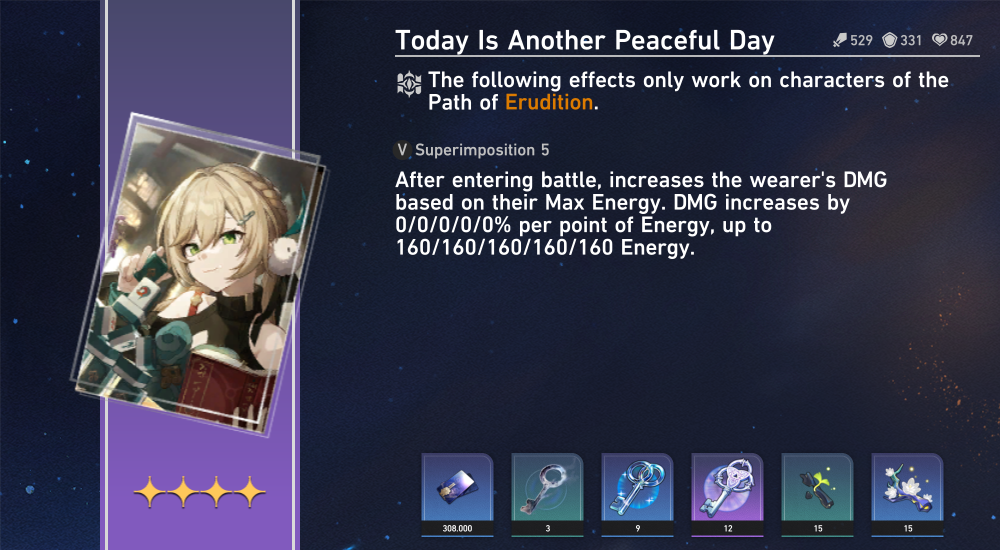 Today Is Another Peaceful Day
529 331 847
The following effects only work on characters of the
Path of Erudition.
V Superimposition 5
After entering battle, increases the wearer's DMG
based on their Max Energy. DMG increases by
0/0/0/0/0% per point of Energy, up to
160/160/160/160/160 Energy.
308.000 3 9 12 15 15